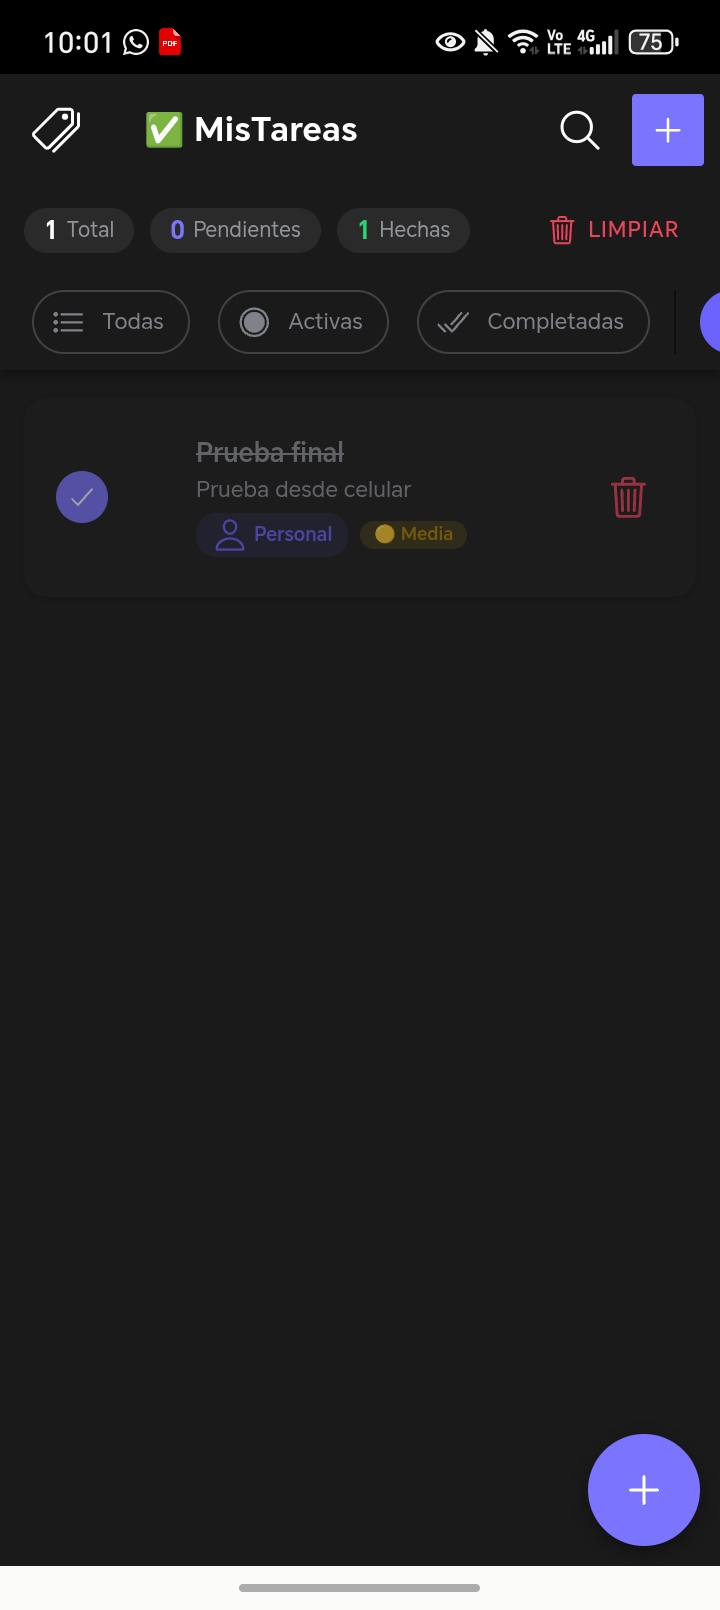 10:01 PDF Vo LTE 4G 75
✅ MisTareas
1 Total 0 Pendientes 1 Hechas LIMPIAR
Todas Activas Completadas
Prueba final
Prueba desde celular
Personal Media